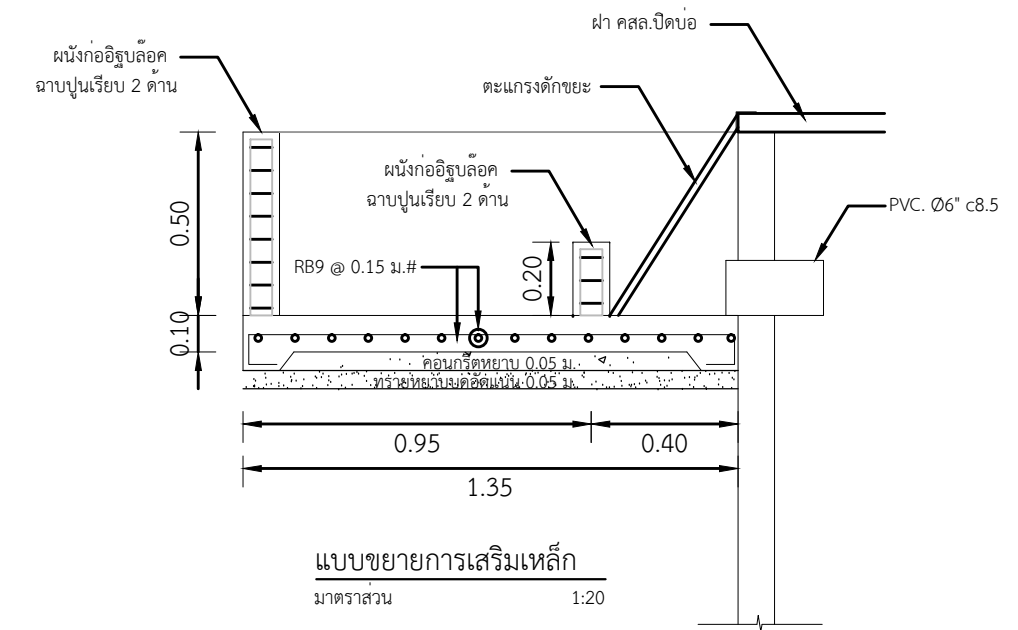 ฝา คสล.ปิดบ่อ
ผนังก่ออิฐบล๊อค
ฉาบปูนเรียบ 2 ด้าน
ตะแกรงดักขยะ
ผนังก่ออิฐบล๊อค
ฉาบปูนเรียบ 2 ด้าน
PVC. Ø6" c8.5
0.50
0.20
RB9 @ 0.15 ม.#
0.10
คอนกรีตหยาบ 0.05 ม.
ทรายหยาบบดอัดแน่น 0.05 ม.
0.95
0.40
1.35
แบบขยายการเสริมเหล็ก
มาตราส่วน 1:20